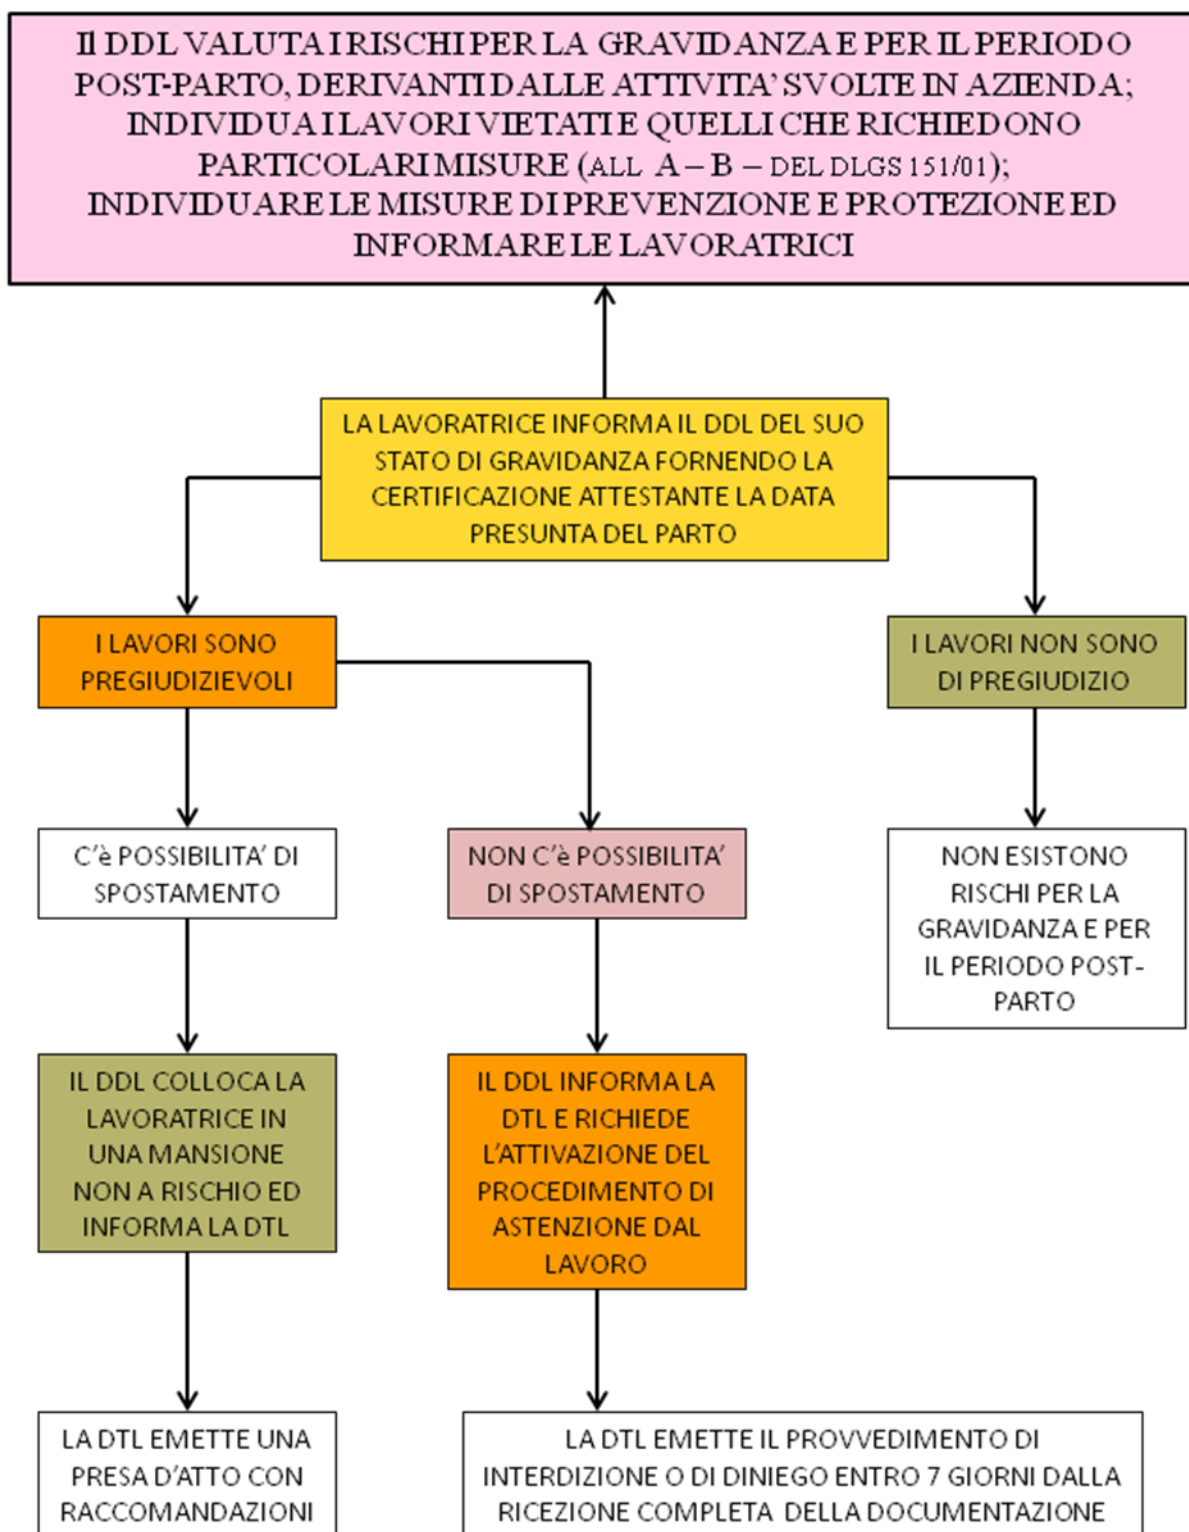 Il DDL VALUTA I RISCHI PER LA GRAVIDANZA E PER IL PERIODO
POST-PARTO, DERIVANTI DALLE ATTIVITA' SVOLTE IN AZENDA;
INDIVIDUA I LAVORI VIETATI E QUELLI CHE RICHIEDONO
PARTICOLARI MISURE (ALL A – B – DEL DLGS 151/01);
INDIVIDUARE LE MISURE DI PREVENZIONE E PROTEZIONE ED
INFORMARE LE LAVORATRICI
LA LAVORATRICE INFORMA IL DDL DEL SUO
STATO DI GRAVIDANZA FORNENDO LA
CERTIFICAZIONE ATTESTANTE LA DATA
PRESUNTA DEL PARTO
I LAVORI SONO
PREGIUDIZIEVOLI
I LAVORI NON SONO
DI PREGIUDIZIO
C'è POSSIBILITA' DI
SPOSTAMENTO
NON C'è POSSIBILITA'
DI SPOSTAMENTO
NON ESISTONO
RISCHI PER LA
GRAVIDANZA E PER
IL PERIODO POST-
PARTO
IL DDL COLLOCA LA
LAVORATRICE IN
UNA MANSIONE
NON A RISCHIO ED
INFORMA LA DTL
IL DDL INFORMA LA
DTL E RICHIEDE
L'ATTIVAZIONE DEL
PROCEDIMENTO DI
ASTENZIONE DAL
LAVORO
LA DTL EMETTE UNA
PRESA D'ATTO CON
RACCOMANDAZIONI
LA DTL EMETTE IL PROVVEDIMENTO DI
INTERDIZIONE O DI DINIEGO ENTRO 7 GIORNI DALLA
RICEZIONE COMPLETA DELLA DOCUMENTAZIONE